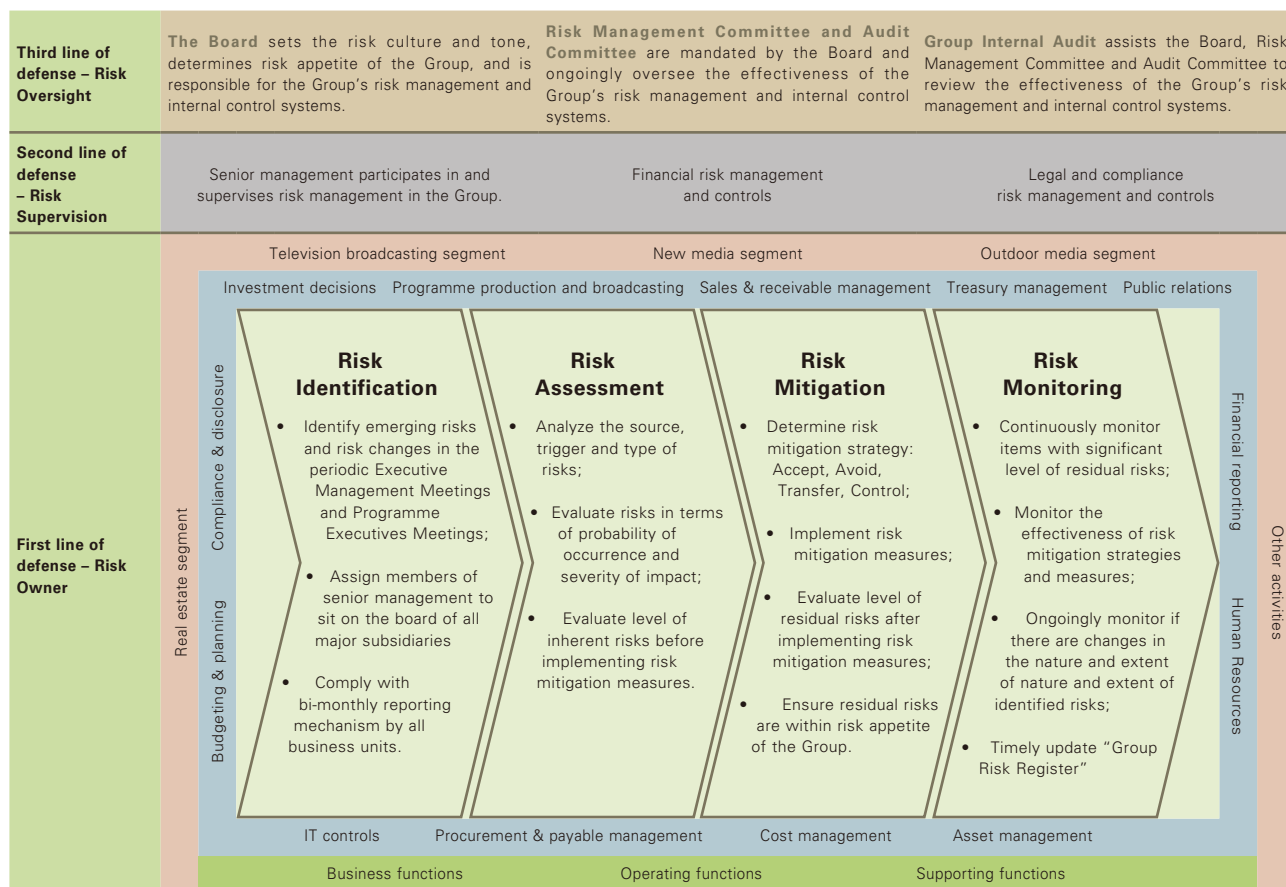 Third line of
defense – Risk
Oversight
The Board sets the risk culture and tone,
determines risk appetite of the Group, and is
responsible for the Group's risk management and
internal control systems.
Risk Management Committee and Audit
Committee are mandated by the Board and
ongoingly oversee the effectiveness of the
Group's risk management and internal control
systems.
Group Internal Audit assists the Board, Risk
Management Committee and Audit Committee to
review the effectiveness of the Group's risk
management and internal control systems.
Second line of
defense
– Risk
Supervision
Senior management participates in and
supervises risk management in the Group.
Financial risk management
and controls
Legal and compliance
risk management and controls
First line of
defense – Risk
Owner
Television broadcasting segment
New media segment
Outdoor media segment
Real estate segment
Other activities
Investment decisions
Programme production and broadcasting
Sales & receivable management
Treasury management
Public relations
Compliance & disclosure
Budgeting & planning
Risk
Identification
• Identify emerging risks
and risk changes in the
periodic Executive
Management Meetings
and Programme
Executives Meetings;
• Assign members of
senior management to
sit on the board of all
major subsidiaries
• Comply with
bi-monthly reporting
mechanism by all
business units.
Risk
Assessment
• Analyze the source,
trigger and type of
risks;
• Evaluate risks in terms
of probability of
occurrence and
severity of impact;
• Evaluate level of
inherent risks before
implementing risk
mitigation measures.
Risk
Mitigation
• Determine risk
mitigation strategy:
Accept, Avoid,
Transfer, Control;
• Implement risk
mitigation measures;
• Evaluate level of
residual risks after
implementing risk
mitigation measures;
• Ensure residual risks
are within risk appetite
of the Group.
Risk
Monitoring
• Continuously monitor
items with significant
level of residual risks;
• Monitor the
effectiveness of risk
mitigation strategies
and measures;
• Ongoingly monitor if
there are changes in
the nature and extent
of nature and extent of
identified risks;
• Timely update "Group
Risk Register"
Financial reporting
Human Resources
IT controls
Procurement & payable management
Cost management
Asset management
Business functions
Operating functions
Supporting functions